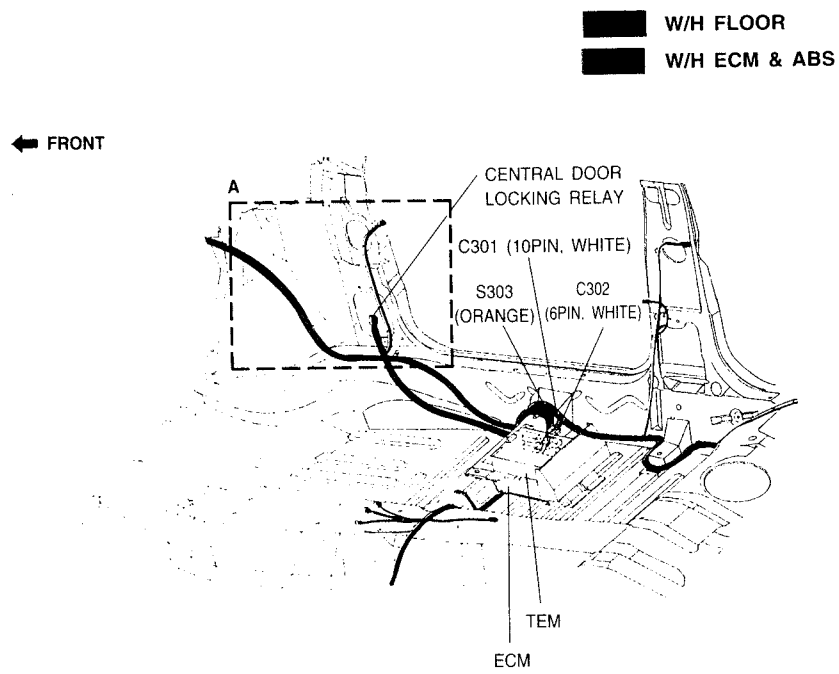 W/H FLOOR
W/H ECM & ABS
FRONT
A
CENTRAL DOOR
LOCKING RELAY
C301 (10PIN, WHITE)
S303
(ORANGE)
C302
(6PIN, WHITE)
TEM
ECM